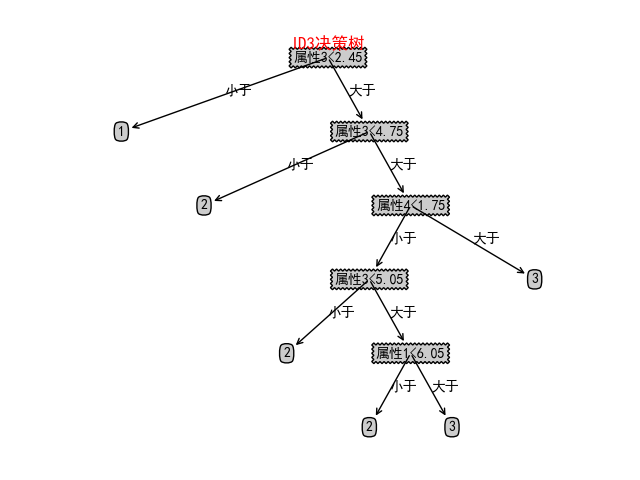 ID3决策树
属性3<2.45
小于
大于
1
属性3<4.75
小于
大于
2
属性4<1.75
小于
大于
属性3<5.05
3
小于
大于
2
属性1<6.05
小于
大于
2
3